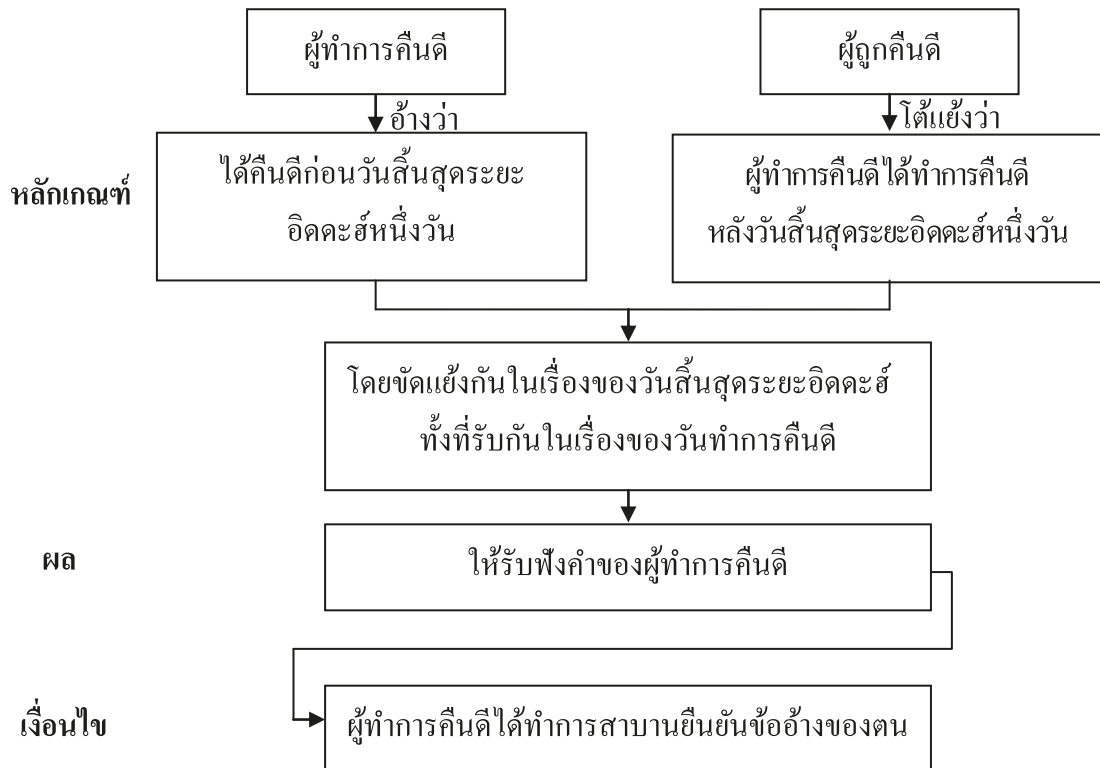 ผู้ทำการคืนดี
ผู้ถูกคืนดี
อ้างว่า
โต้แย้งว่า
หลักเกณฑ์
ได้คืนดีก่อนวันสิ้นสุดระยะ
อิดดะฮ์หนึ่งวัน
ผู้ทำการคืนดีได้ทำการคืนดี
หลังวันสิ้นสุดระยะอิดดะฮ์หนึ่งวัน
โดยขัดแย้งกันในเรื่องของวันสิ้นสุดระยะอิดดะฮ์
ทั้งที่รับกันในเรื่องของวันทำการคืนดี
ผล
ให้รับฟังคำของผู้ทำการคืนดี
เงื่อนไข
ผู้ทำการคืนดีได้ทำการสาบานยืนยันข้ออ้างของตน